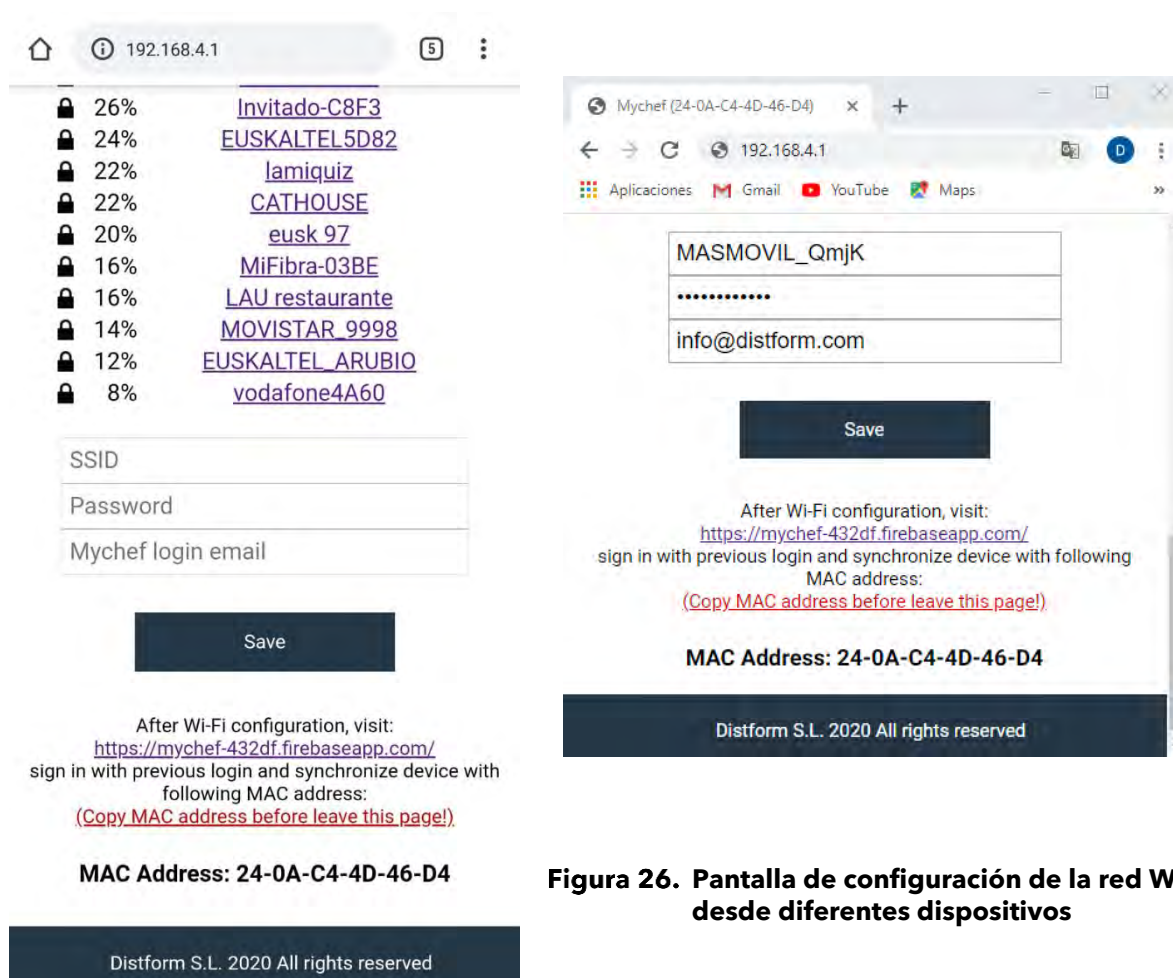 192.168.4.1
5
26% Invitado-C8F3
24% EUSKALTEL5D82
22% lamiquiz
22% CATHOUSE
20% eusk 97
16% MiFibra-03BE
16% LAU restaurante
14% MOVISTAR_9998
12% EUSKALTEL_ARUBIO
8% vodafone4A60
SSID
Password
Mychef login email
Save
After Wi-Fi configuration, visit:
https://mychef-432df.firebaseapp.com/
sign in with previous login and synchronize device with
following MAC address:
(Copy MAC address before leave this page!)
MAC Address: 24-0A-C4-4D-46-D4
Distform S.L. 2020 All rights reserved
Mychef (24-0A-C4-4D-46-D4)
192.168.4.1
D
Aplicaciones Gmail YouTube Maps »
MASMOVIL_QmjK
••••••••••••
info@distform.com
Save
After Wi-Fi configuration, visit:
https://mychef-432df.firebaseapp.com/
sign in with previous login and synchronize device with following
MAC address:
(Copy MAC address before leave this page!)
MAC Address: 24-0A-C4-4D-46-D4
Distform S.L. 2020 All rights reserved
Figura 26. Pantalla de configuración de la red W
desde diferentes dispositivos